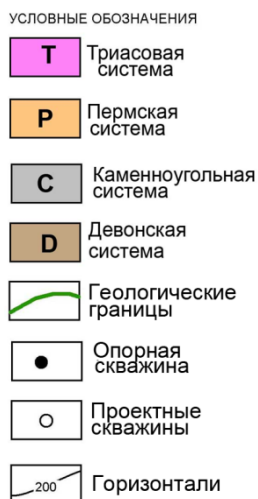 УСЛОВНЫЕ ОБОЗНАЧЕНИЯ
T Триасовая
система
P Пермская
система
C Каменноугольная
система
D Девонская
система
Геологические
границы
Опорная
скважина
Проектные
скважины
200 Горизонтали